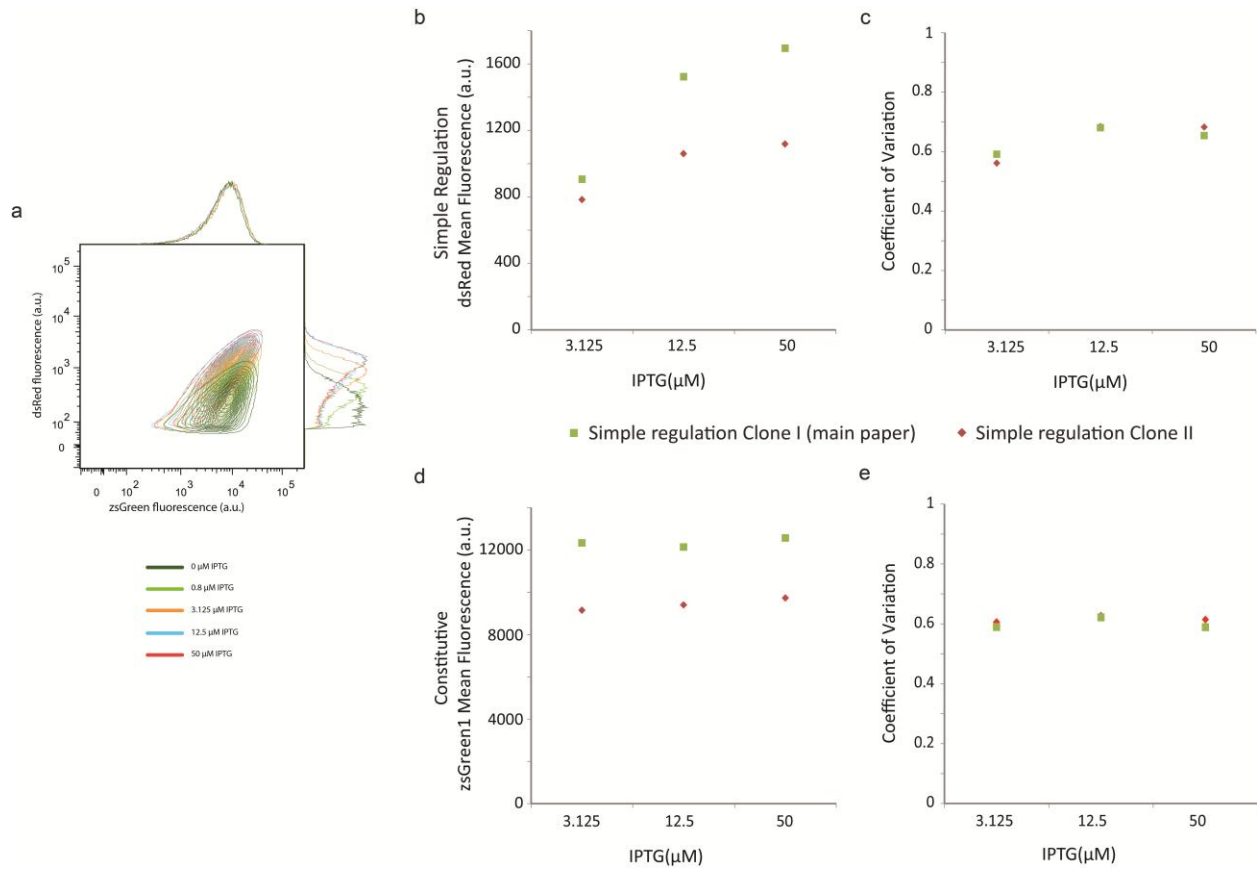 a
dsRed fluorescence (a.u.)
10^5
10^4
10^3
10^2
0
0 10^2 10^3 10^4 10^5
zsGreen fluorescence (a.u.)
0 µM IPTG
0.8 µM IPTG
3.125 µM IPTG
12.5 µM IPTG
50 µM IPTG
b
Simple Regulation
dsRed Mean Fluorescence (a.u.)
1600
1200
800
400
0
3.125 12.5 50
IPTG(µM)
c
Coefficient of Variation
1
0.8
0.6
0.4
0.2
0
3.125 12.5 50
IPTG(µM)
Simple regulation Clone I (main paper) Simple regulation Clone II
d
Constitutive
zsGreen1 Mean Fluorescence (a.u.)
12000
8000
4000
0
3.125 12.5 50
IPTG(µM)
e
Coefficient of Variation
1
0.8
0.6
0.4
0.2
0
3.125 12.5 50
IPTG(µM)